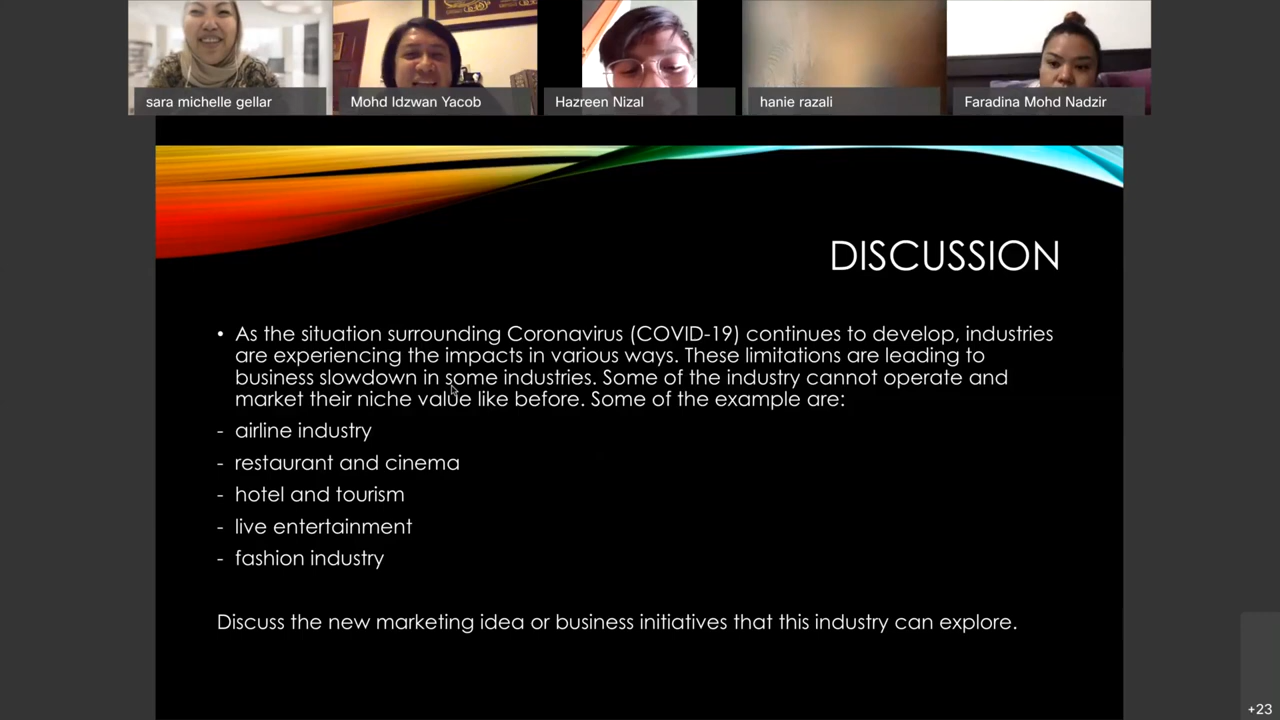 sara michelle gellar
Mohd Idzwan Yacob
Hazreen Nizal
hanie razali
Faradina Mohd Nadzir
DISCUSSION
• As the situation surrounding Coronavirus (COVID-19) continues to develop, industries
are experiencing the impacts in various ways. These limitations are leading to
business slowdown in some industries. Some of the industry cannot operate and
market their niche value like before. Some of the example are:
- airline industry
- restaurant and cinema
- hotel and tourism
- live entertainment
- fashion industry
Discuss the new marketing idea or business initiatives that this industry can explore.
+23